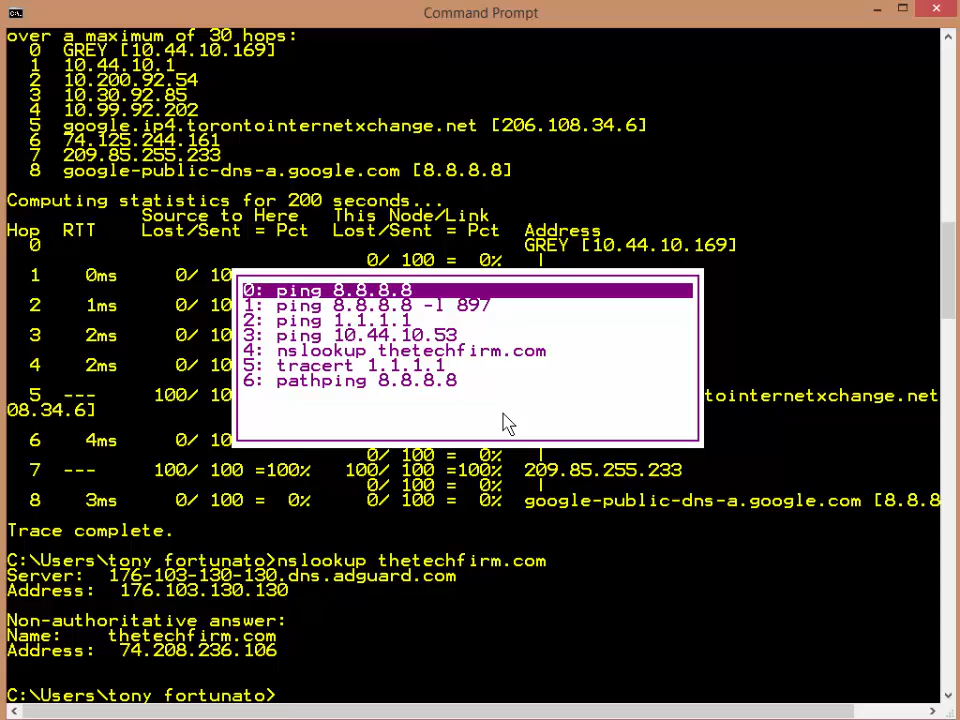 Command Prompt
over a maximum of 30 hops:
0 GREY [10.44.10.169]
1 10.44.10.1
2 10.200.92.54
3 10.30.92.85
4 10.99.92.202
5 google.ip4.torontointernetxchange.net [206.108.34.6]
6 74.125.244.161
7 209.85.255.233
8 google-public-dns-a.google.com [8.8.8.8]
Computing statistics for 200 seconds...
Source to Here This Node/Link
Hop RTT Lost/Sent = Pct Lost/Sent = Pct Address
0 GREY [10.44.10.169]
0/ 100 = 0% |
1 0ms 0/ 10
2 1ms 0/ 10
3 2ms 0/ 10
4 2ms 0/ 10
5 --- 100/ 10 tointernetxchange.net
08.34.6]
6 4ms 0/ 10
0/ 100 = 0% |
7 --- 100/ 100 =100% 100/ 100 =100% 209.85.255.233
0/ 100 = 0% |
8 3ms 0/ 100 = 0% 0/ 100 = 0% google-public-dns-a.google.com [8.8.8
Trace complete.
C:\Users\tony fortunato>nslookup thetechfirm.com
Server: 176-103-130-130.dns.adguard.com
Address: 176.103.130.130
Non-authoritative answer:
Name: thetechfirm.com
Address: 74.208.236.106
C:\Users\tony fortunato>
0: ping 8.8.8.8
1: ping 8.8.8.8 -l 897
2: ping 1.1.1.1
3: ping 10.44.10.53
4: nslookup thetechfirm.com
5: tracert 1.1.1.1
6: pathping 8.8.8.8